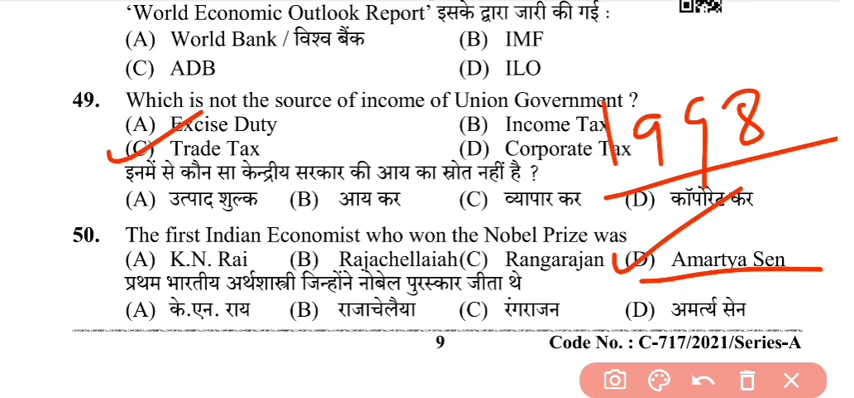 ‘World Economic Outlook Report’ इसके द्वारा जारी की गई :
(A) World Bank / विश्व बैंक (B) IMF
(C) ADB (D) ILO
49. Which is not the source of income of Union Government ?
(A) Excise Duty (B) Income Tax
(C) Trade Tax (D) Corporate Tax
1998
इनमें से कौन सा केन्द्रीय सरकार की आय का स्रोत नहीं है ?
(A) उत्पाद शुल्क (B) आय कर (C) व्यापार कर (D) कॉर्पोरेट कर
50. The first Indian Economist who won the Nobel Prize was
(A) K.N. Rai (B) Rajachellaiah (C) Rangarajan (D) Amartya Sen
प्रथम भारतीय अर्थशास्त्री जिन्होंने नोबेल पुरस्कार जीता थे
(A) के.एन. राय (B) राजाचेलैया (C) रंगराजन (D) अमर्त्य सेन
9 Code No. : C-717/2021/Series-A